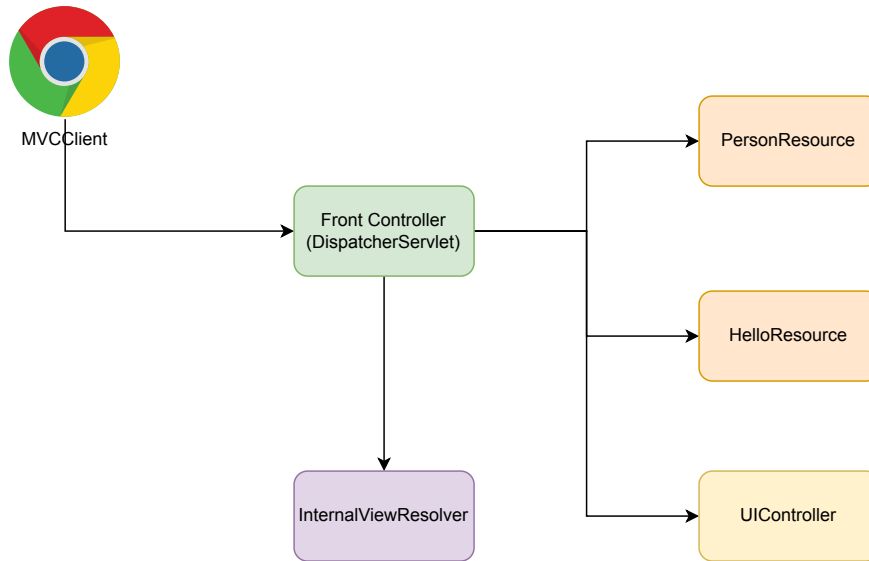 MVCClient
PersonResource
Front Controller
(DispatcherServlet)
HelloResource
InternalViewResolver
UIController